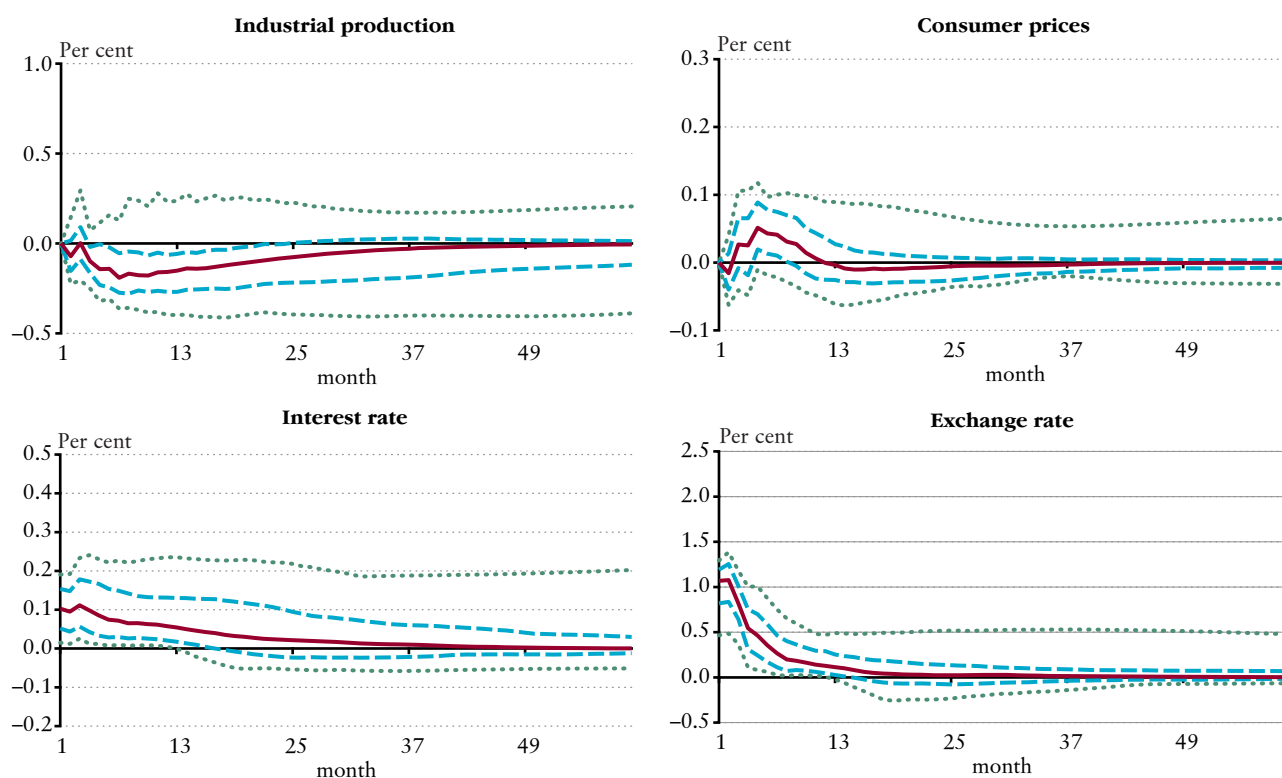 Industrial production
Per cent
1.0
0.5
0.0
–0.5
1 13 25 37 49
month
Consumer prices
Per cent
0.3
0.2
0.1
0.0
–0.1
1 13 25 37 49
month
Interest rate
Per cent
0.5
0.4
0.3
0.2
0.1
0.0
–0.1
–0.2
1 13 25 37 49
month
Exchange rate
Per cent
2.5
2.0
1.5
1.0
0.5
0.0
–0.5
1 13 25 37 49
month